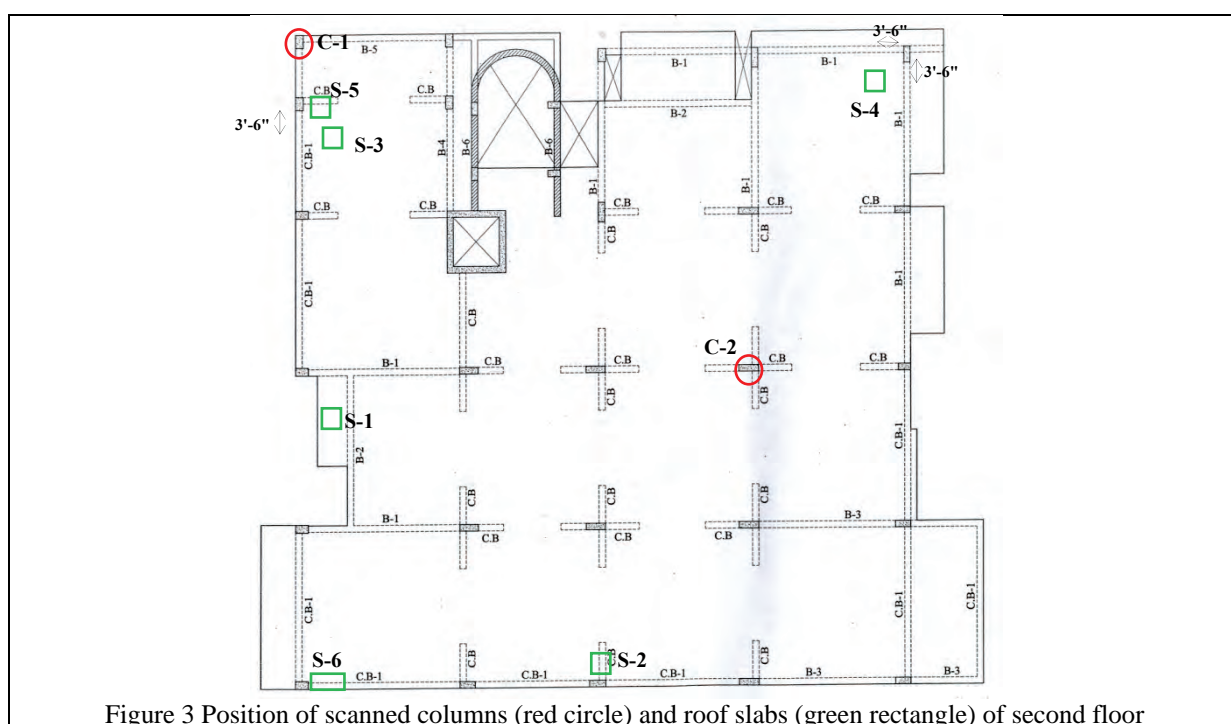 3'-6"
C-1
B-5
B-1
B-1
3'-6"
S-5
C.B
S-4
B-2
3'-6"
S-3
C.B-1
B-4
B-6
B-6
B-1
B-1
B-1
C.B
C.B
C.B
C.B
C.B
C.B
C.B
C.B-1
C.B
B-1
C-2
B-1
C.B
C.B
C.B
C.B
C.B
C.B
C.B
S-1
B-2
C.B-1
C.B
C.B
C.B
B-1
C.B
C.B
C.B
B-3
C.B-1
C.B-1
C.B-1
S-6
C.B
C.B
S-2
C.B
C.B-1
C.B-1
C.B-1
B-3
B-3
Figure 3 Position of scanned columns (red circle) and roof slabs (green rectangle) of second floor